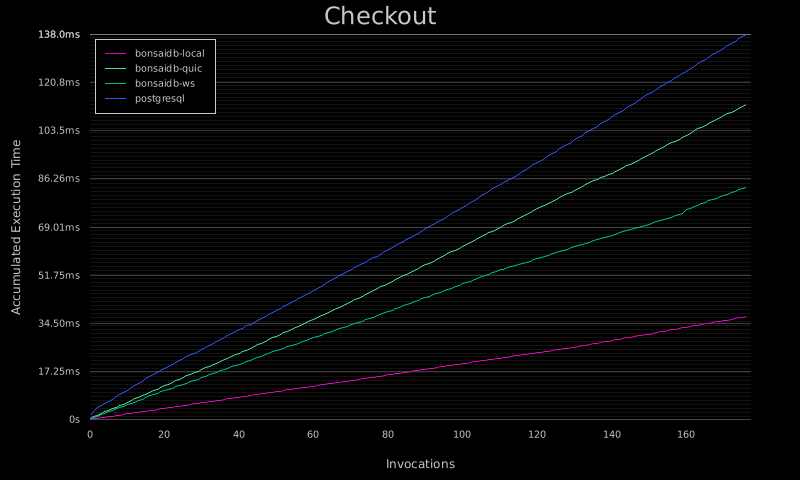 Checkout
138.0ms
120.8ms
103.5ms
86.26ms
69.01ms
51.75ms
34.50ms
17.25ms
0s
Accumulated Execution Time
bonsaidb-local
bonsaidb-quic
bonsaidb-ws
postgresql
0 20 40 60 80 100 120 140 160
Invocations